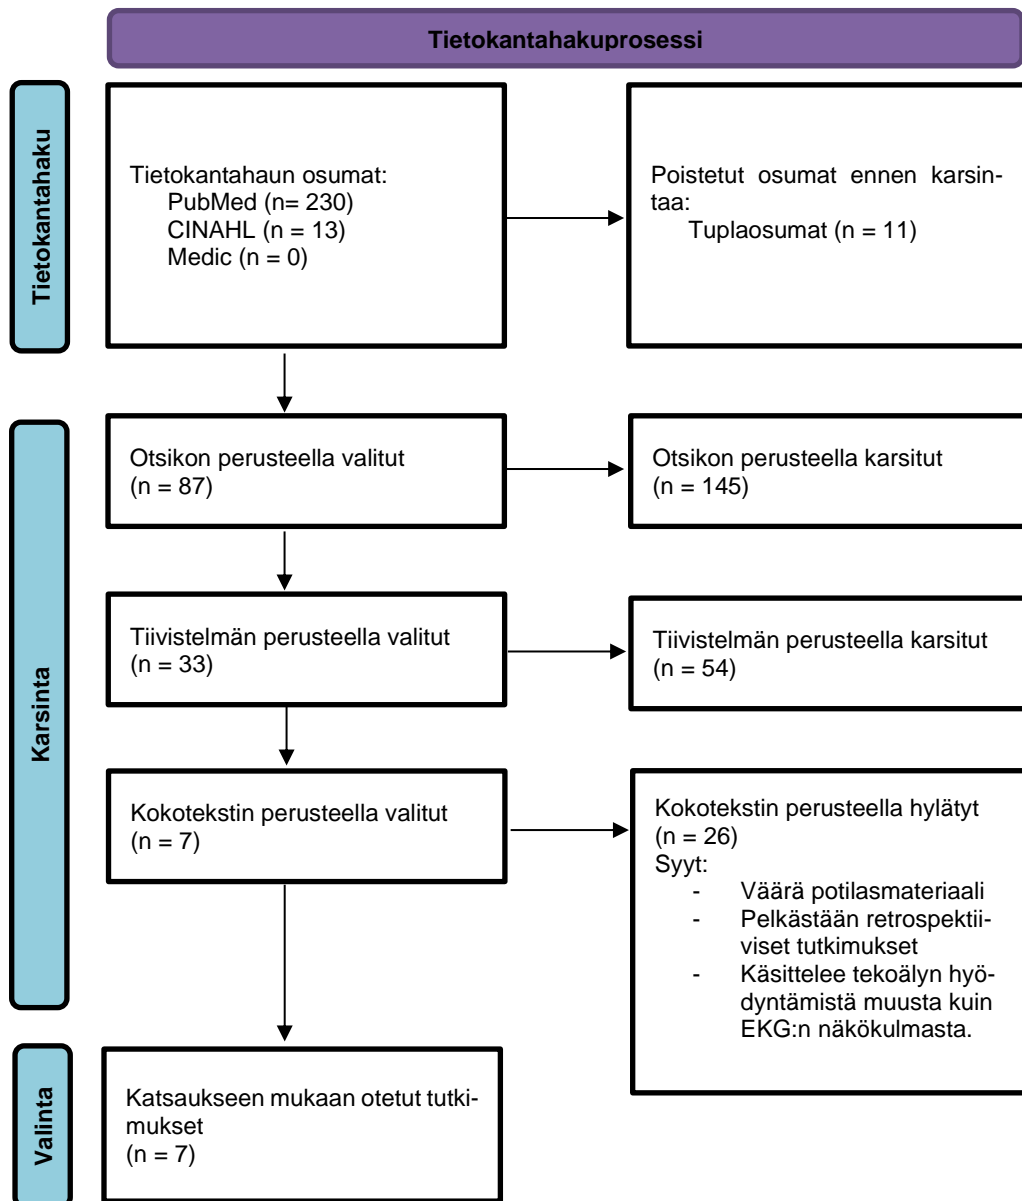 Tietokantahakuprosessi
Tietokantahaku
Tietokantahaun osumat:
PubMed (n= 230)
CINAHL (n = 13)
Medic (n = 0)
Poistetut osumat ennen karsin-
taa:
Tuplaosumat (n = 11)
Karsinta
Otsikon perusteella valitut
(n = 87)
Otsikon perusteella karsitut
(n = 145)
Tiivistelmän perusteella valitut
(n = 33)
Tiivistelmän perusteella karsitut
(n = 54)
Kokotekstin perusteella valitut
(n = 7)
Kokotekstin perusteella hylätyt
(n = 26)
Syyt:
- Väärä potilasmateriaali
- Pelkästään retrospektii-
viset tutkimukset
- Käsittelee tekoälyn hyö-
dyntämistä muusta kuin
EKG:n näkökulmasta.
Valinta
Katsaukseen mukaan otetut tutki-
mukset
(n = 7)